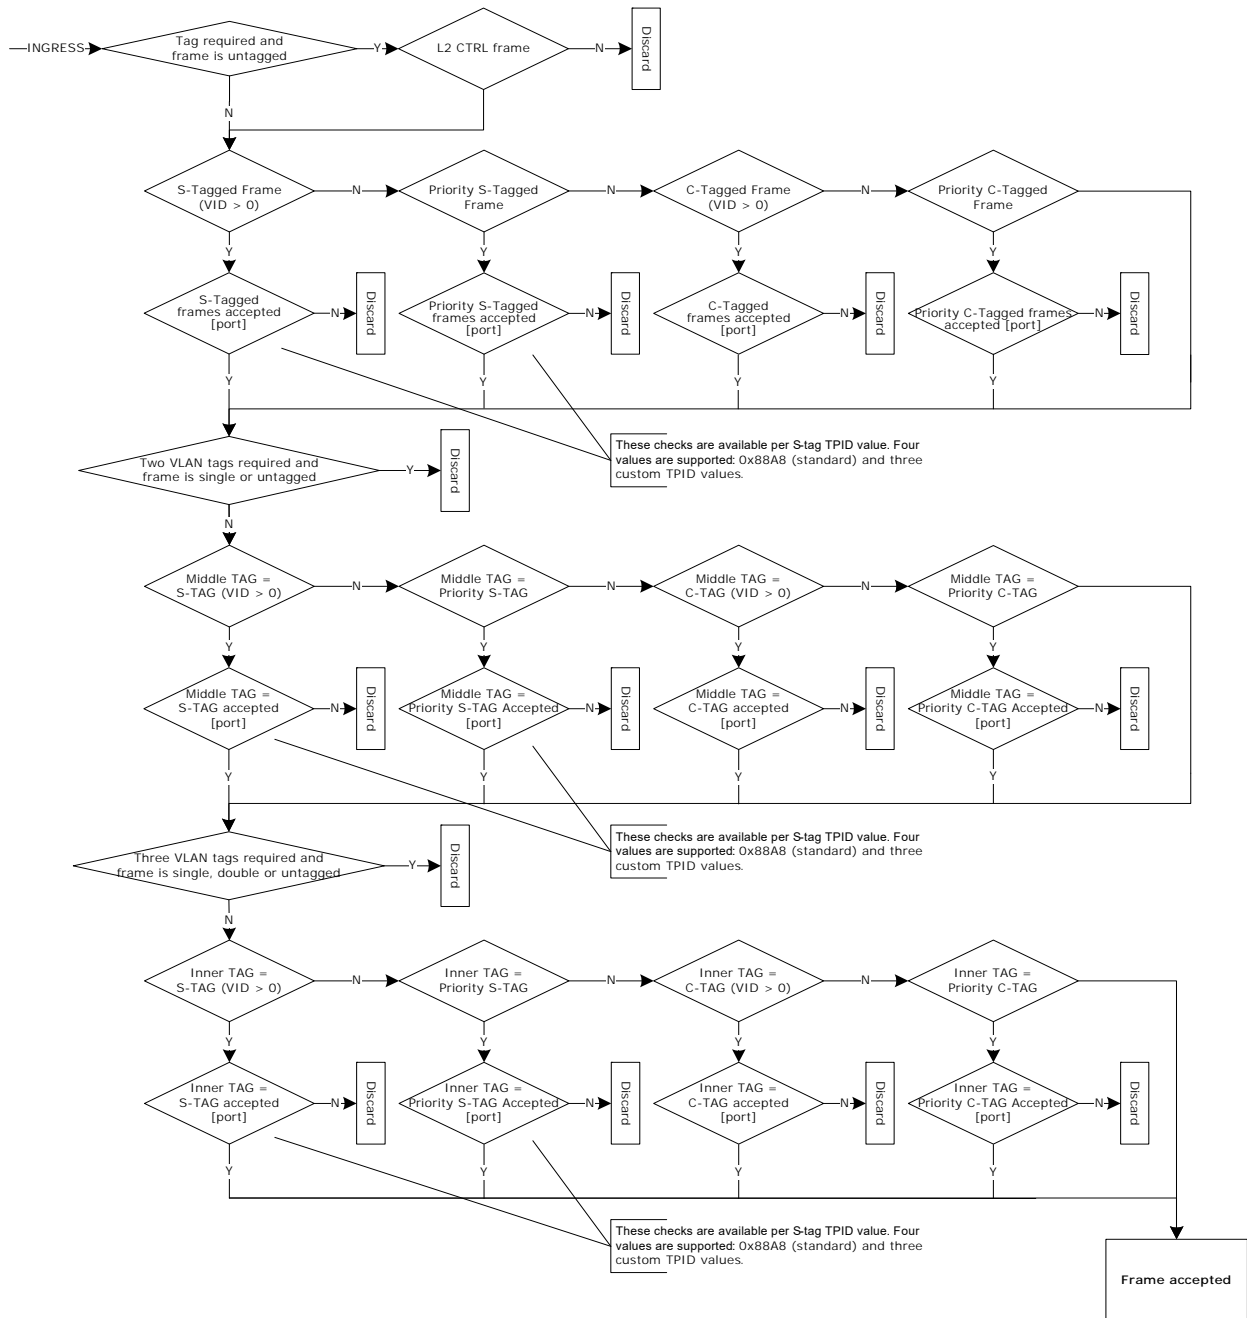 INGRESS
Tag required and
frame is untagged
Y
L2 CTRL frame
N
Discard
N
S-Tagged Frame
(VID > 0)
N
Priority S-Tagged
Frame
N
C-Tagged Frame
(VID > 0)
N
Priority C-Tagged
Frame
Y
Y
Y
Y
S-Tagged
frames accepted
[port]
N
Discard
Priority S-Tagged
frames accepted
[port]
N
Discard
C-Tagged
frames accepted
[port]
N
Discard
Priority C-Tagged frames
accepted [port]
N
Discard
Y
Y
Y
Y
These checks are available per S-tag TPID value. Four
values are supported: 0x88A8 (standard) and three
custom TPID values.
Two VLAN tags required and
frame is single or untagged
Y
Discard
N
Middle TAG =
S-TAG (VID > 0)
N
Middle TAG =
Priority S-TAG
N
Middle TAG =
C-TAG (VID > 0)
N
Middle TAG =
Priority C-TAG
Y
Y
Y
Y
Middle TAG =
S-TAG accepted
[port]
N
Discard
Middle TAG =
Priority S-TAG Accepted
[port]
N
Discard
Middle TAG =
C-TAG accepted
[port]
N
Discard
Middle TAG =
Priority C-TAG Accepted
[port]
N
Discard
Y
Y
Y
Y
These checks are available per S-tag TPID value. Four
values are supported: 0x88A8 (standard) and three
custom TPID values.
Three VLAN tags required and
frame is single, double or untagged
Y
Discard
N
Inner TAG =
S-TAG (VID > 0)
N
Inner TAG =
Priority S-TAG
N
Inner TAG =
C-TAG (VID > 0)
N
Inner TAG =
Priority C-TAG
Y
Y
Y
Y
Inner TAG =
S-TAG accepted
[port]
N
Discard
Inner TAG =
Priority S-TAG Accepted
[port]
N
Discard
Inner TAG =
C-TAG accepted
[port]
N
Discard
Inner TAG =
Priority C-TAG Accepted
[port]
N
Discard
Y
Y
Y
Y
These checks are available per S-tag TPID value. Four
values are supported: 0x88A8 (standard) and three
custom TPID values.
Frame accepted